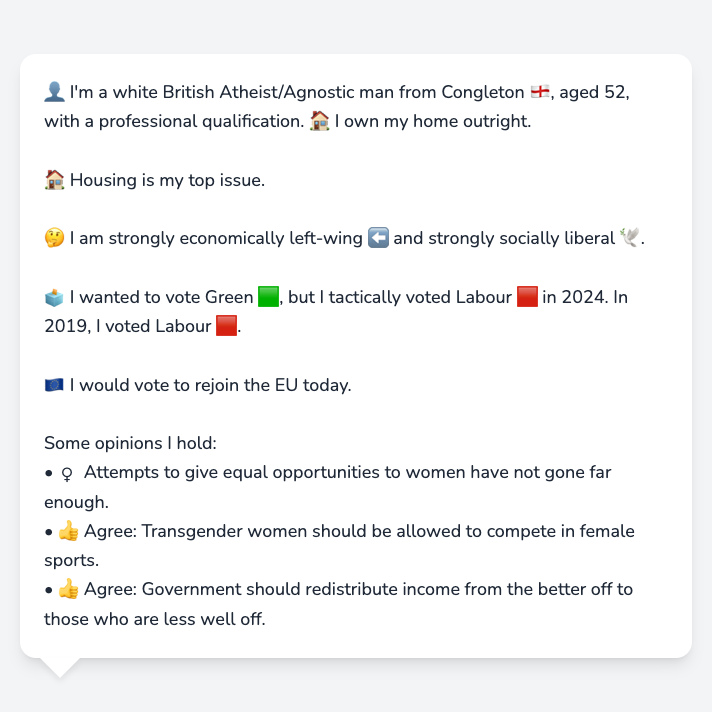 👤 I'm a white British Atheist/Agnostic man from Congleton 🏴󠁧󠁢󠁥󠁮󠁧󠁿, aged 52,
with a professional qualification. 🏠 I own my home outright.
🏠 Housing is my top issue.
🤔 I am strongly economically left-wing ⬅️ and strongly socially liberal 🕊️.
🗳️ I wanted to vote Green 🟩, but I tactically voted Labour 🟥 in 2024. In
2019, I voted Labour 🟥.
🇪🇺 I would vote to rejoin the EU today.
Some opinions I hold:
• ♀ Attempts to give equal opportunities to women have not gone far
enough.
• 👍 Agree: Transgender women should be allowed to compete in female
sports.
• 👍 Agree: Government should redistribute income from the better off to
those who are less well off.